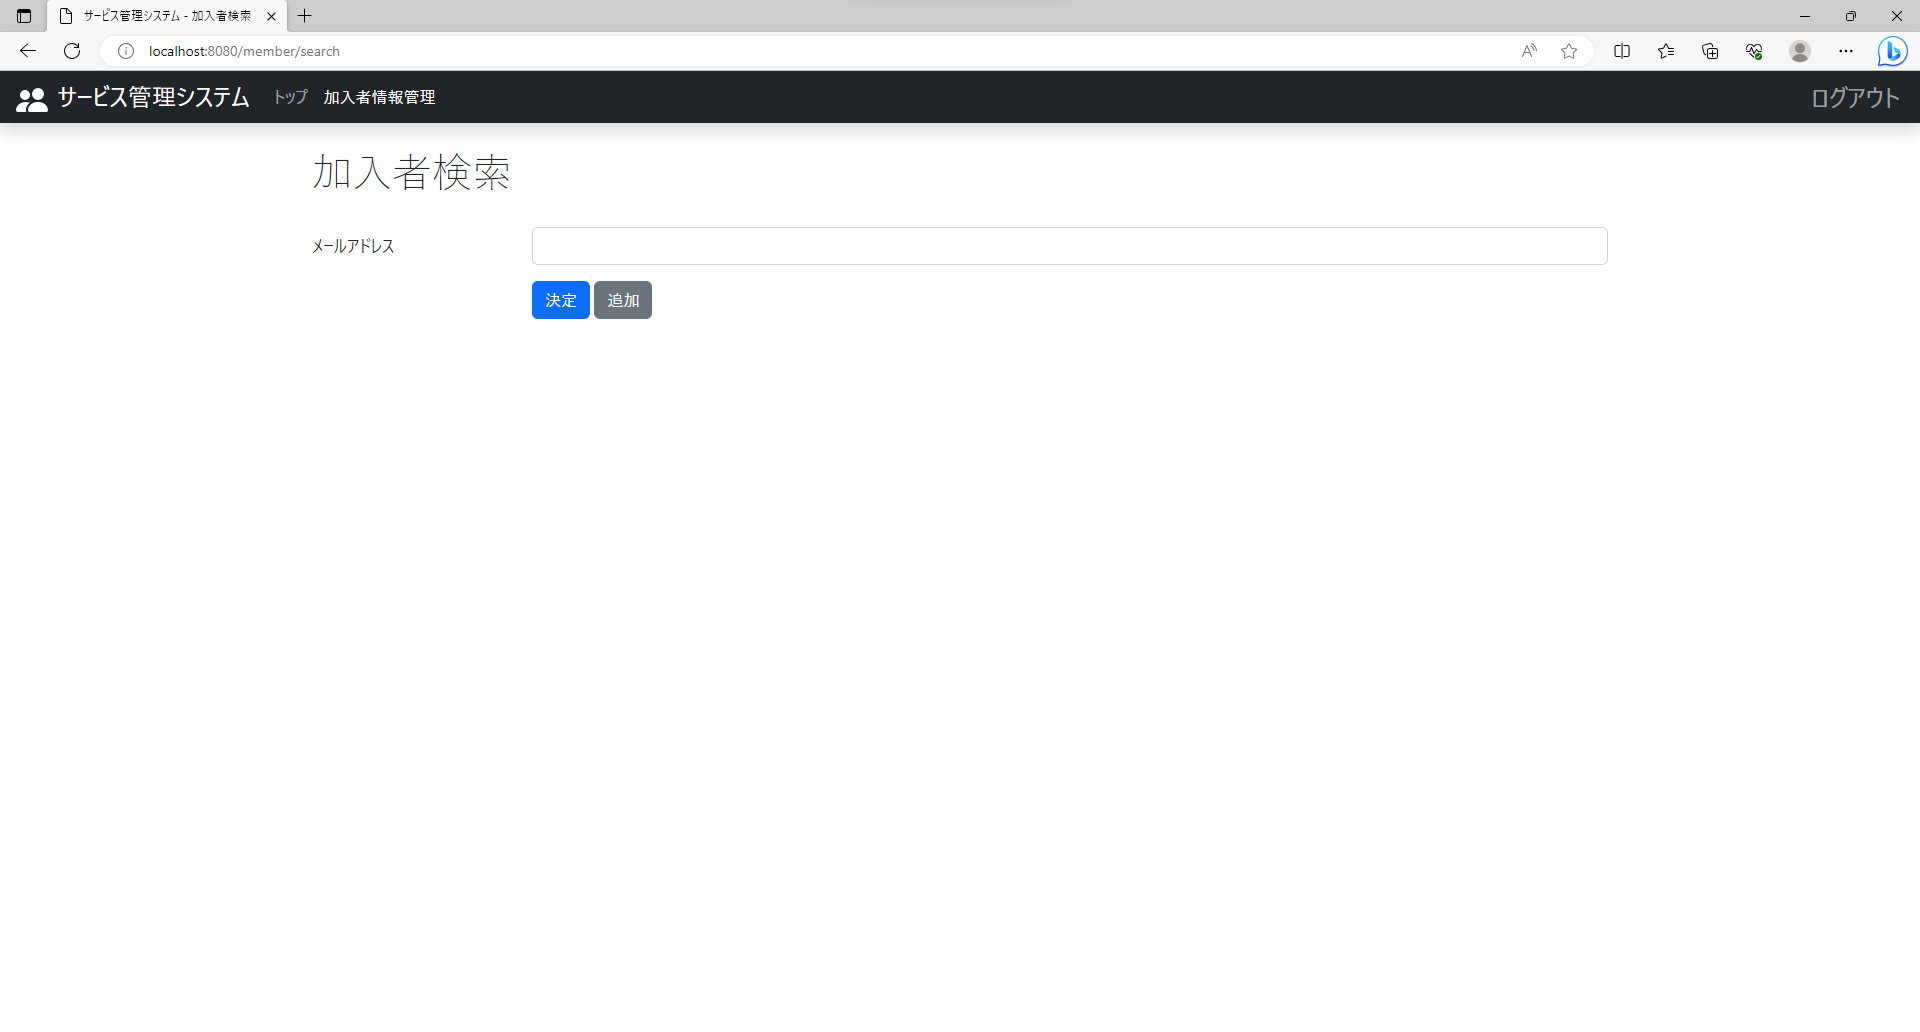 サービス管理システム - 加入者検索
localhost:8080/member/search
サービス管理システム トップ 加入者情報管理 ログアウト
加入者検索
メールアドレス
決定 追加